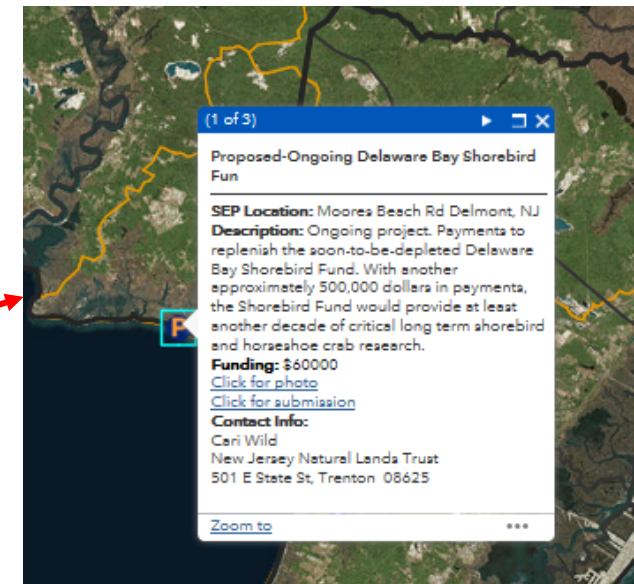 (1 of 3)
Proposed-Ongoing Delaware Bay Shorebird
Fun
SEP Location: Moores Beach Rd Delmont, NJ
Description: Ongoing project. Payments to
replenish the soon-to-be-depleted Delaware
Bay Shorebird Fund. With another
approximately 500,000 dollars in payments,
the Shorebird Fund would provide at least
another decade of critical long term shorebird
and horseshoe crab research.
Funding: $60000
Click for photo
Click for submission
Contact Info:
Cari Wild
New Jersey Natural Lands Trust
501 E State St, Trenton 08625
Zoom to
P